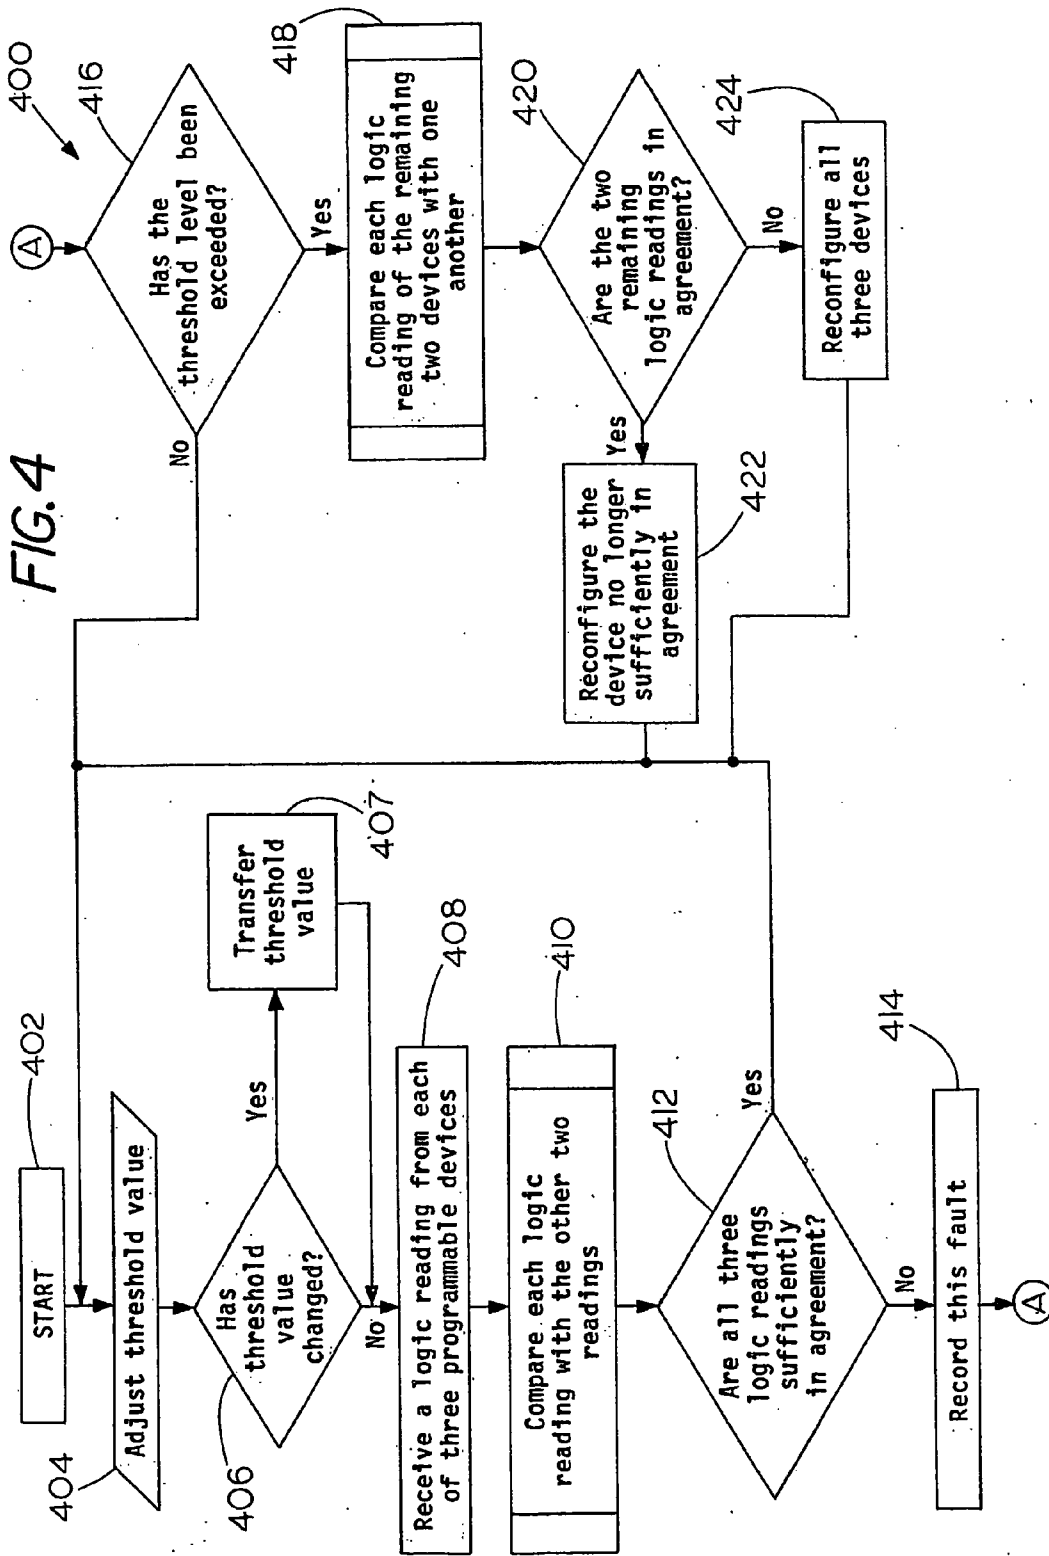 FIG. 4
400
START
402
Adjust threshold value
404
Has
threshold
value
changed?
406
Yes
No
Transfer
threshold
value
407
Receive a logic reading from each
of three programmable devices
408
Compare each logic
reading with the other two
readings
410
Are all three
logic readings
sufficiently
in agreement?
412
Yes
No
Record this fault
414
A
A
Has the
threshold level been
exceeded?
416
No
Yes
Compare each logic
reading of the remaining
two devices with one
another
418
Are the two
remaining
logic readings in
agreement?
420
Yes
No
Reconfigure the
device no longer
sufficiently in
agreement
422
Reconfigure all
three devices
424